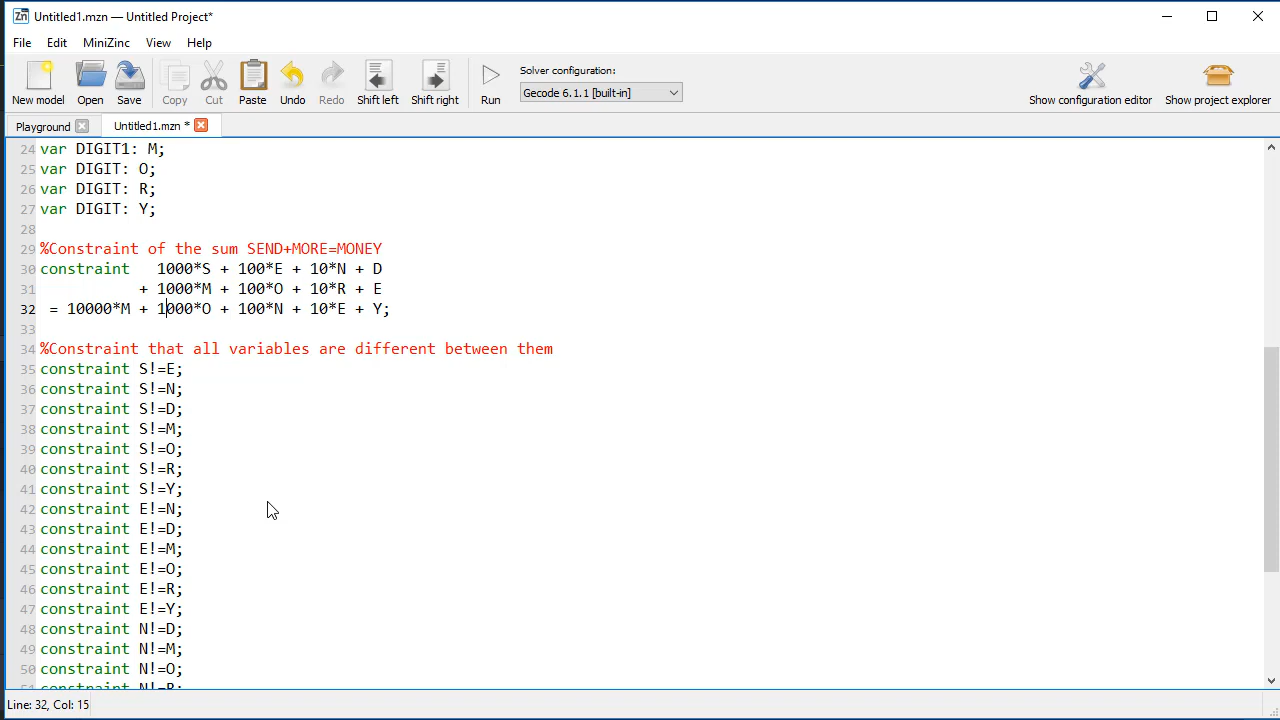 Zn Untitled1.mzn — Untitled Project*
File Edit MiniZinc View Help
Solver configuration:
Gecode 6.1.1 [built-in]
New model Open Save Copy Cut Paste Undo Redo Shift left Shift right Run Show configuration editor Show project explorer
Playground Untitled1.mzn *
24 var DIGIT1: M;
25 var DIGIT: O;
26 var DIGIT: R;
27 var DIGIT: Y;
28
29 %Constraint of the sum SEND+MORE=MONEY
30 constraint   1000*S + 100*E + 10*N + D
31            + 1000*M + 100*O + 10*R + E
32  = 10000*M + 1000*O + 100*N + 10*E + Y;
33
34 %Constraint that all variables are different between them
35 constraint S!=E;
36 constraint S!=N;
37 constraint S!=D;
38 constraint S!=M;
39 constraint S!=O;
40 constraint S!=R;
41 constraint S!=Y;
42 constraint E!=N;
43 constraint E!=D;
44 constraint E!=M;
45 constraint E!=O;
46 constraint E!=R;
47 constraint E!=Y;
48 constraint N!=D;
49 constraint N!=M;
50 constraint N!=O;
51 constraint N!=R;
Line: 32, Col: 15